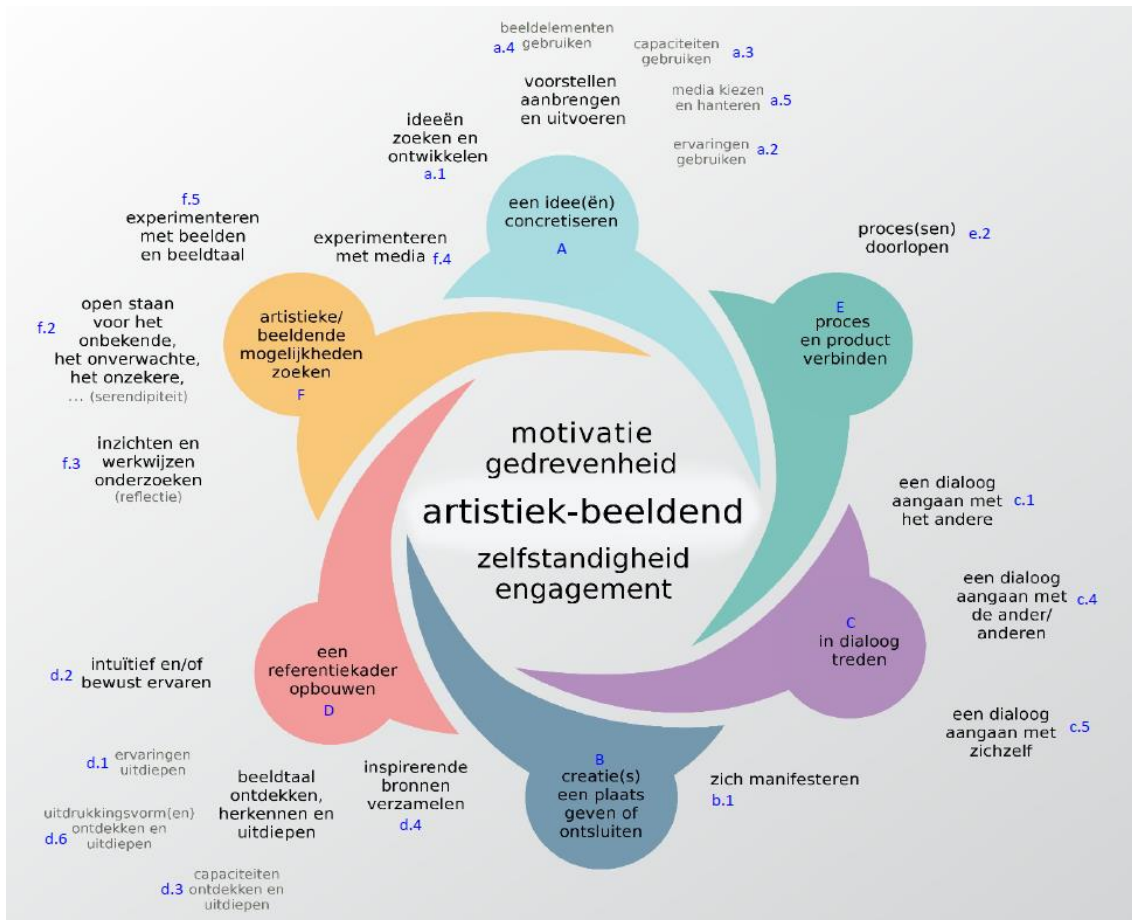 beeldelementen
a.4 gebruiken
capaciteiten
gebruiken a.3
voorstellen
aanbrengen
en uitvoeren
media kiezen
en hanteren a.5
ideeën
zoeken en
ontwikkelen
a.1
ervaringen
gebruiken a.2
een idee(ën)
concretiseren
A
f.5
experimenteren
met beelden
en beeldtaal
experimenteren
met media f.4
proces(sen)
doorlopen e.2
open staan
f.2 voor het
onbekende,
het onverwachte,
het onzekere,
... (serendipiteit)
artistieke/
beeldende
mogelijkheden
zoeken
F
E
proces
en product
verbinden
inzichten en
f.3 werkwijzen
onderzoeken
(reflectie)
motivatie
gedrevenheid
artistiek-beeldend
zelfstandigheid
engagement
een dialoog
aangaan met c.1
het andere
een dialoog
aangaan met c.4
de ander/
anderen
C
in dialoog
treden
een dialoog
aangaan met c.5
zichzelf
een
referentiekader
opbouwen
D
d.2 intuïtief en/of
bewust ervaren
d.1 ervaringen
uitdiepen
uitdrukkingsvorm(en)
ontdekken en
d.6 uitdiepen
beeldtaal
ontdekken,
herkennen en
uitdiepen
inspirerende
bronnen
verzamelen
d.4
capaciteiten
d.3 ontdekken en
uitdiepen
B
creatie(s)
een plaats
geven of
ontsluiten
zich manifesteren
b.1